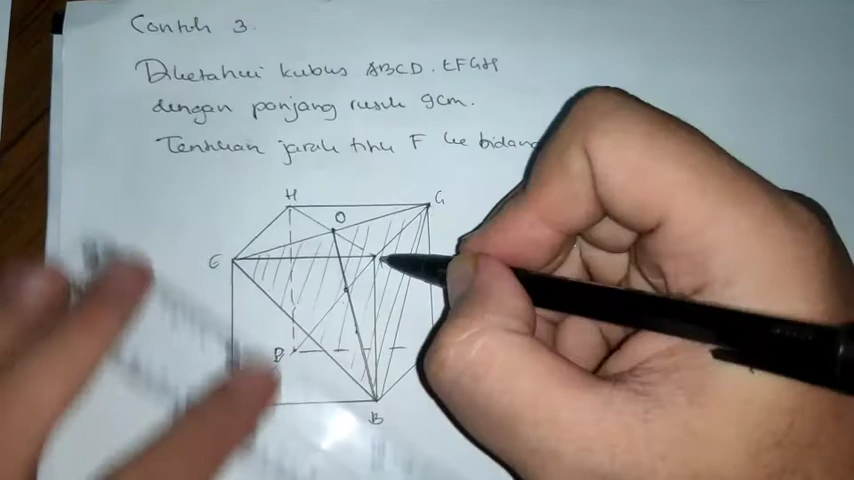 Contoh 3.
Diketahui kubus ABCD.EFGH
dengan panjang rusuk 9cm.
Tentukan jarak titik F ke bidang
H
G
O
E
D
B